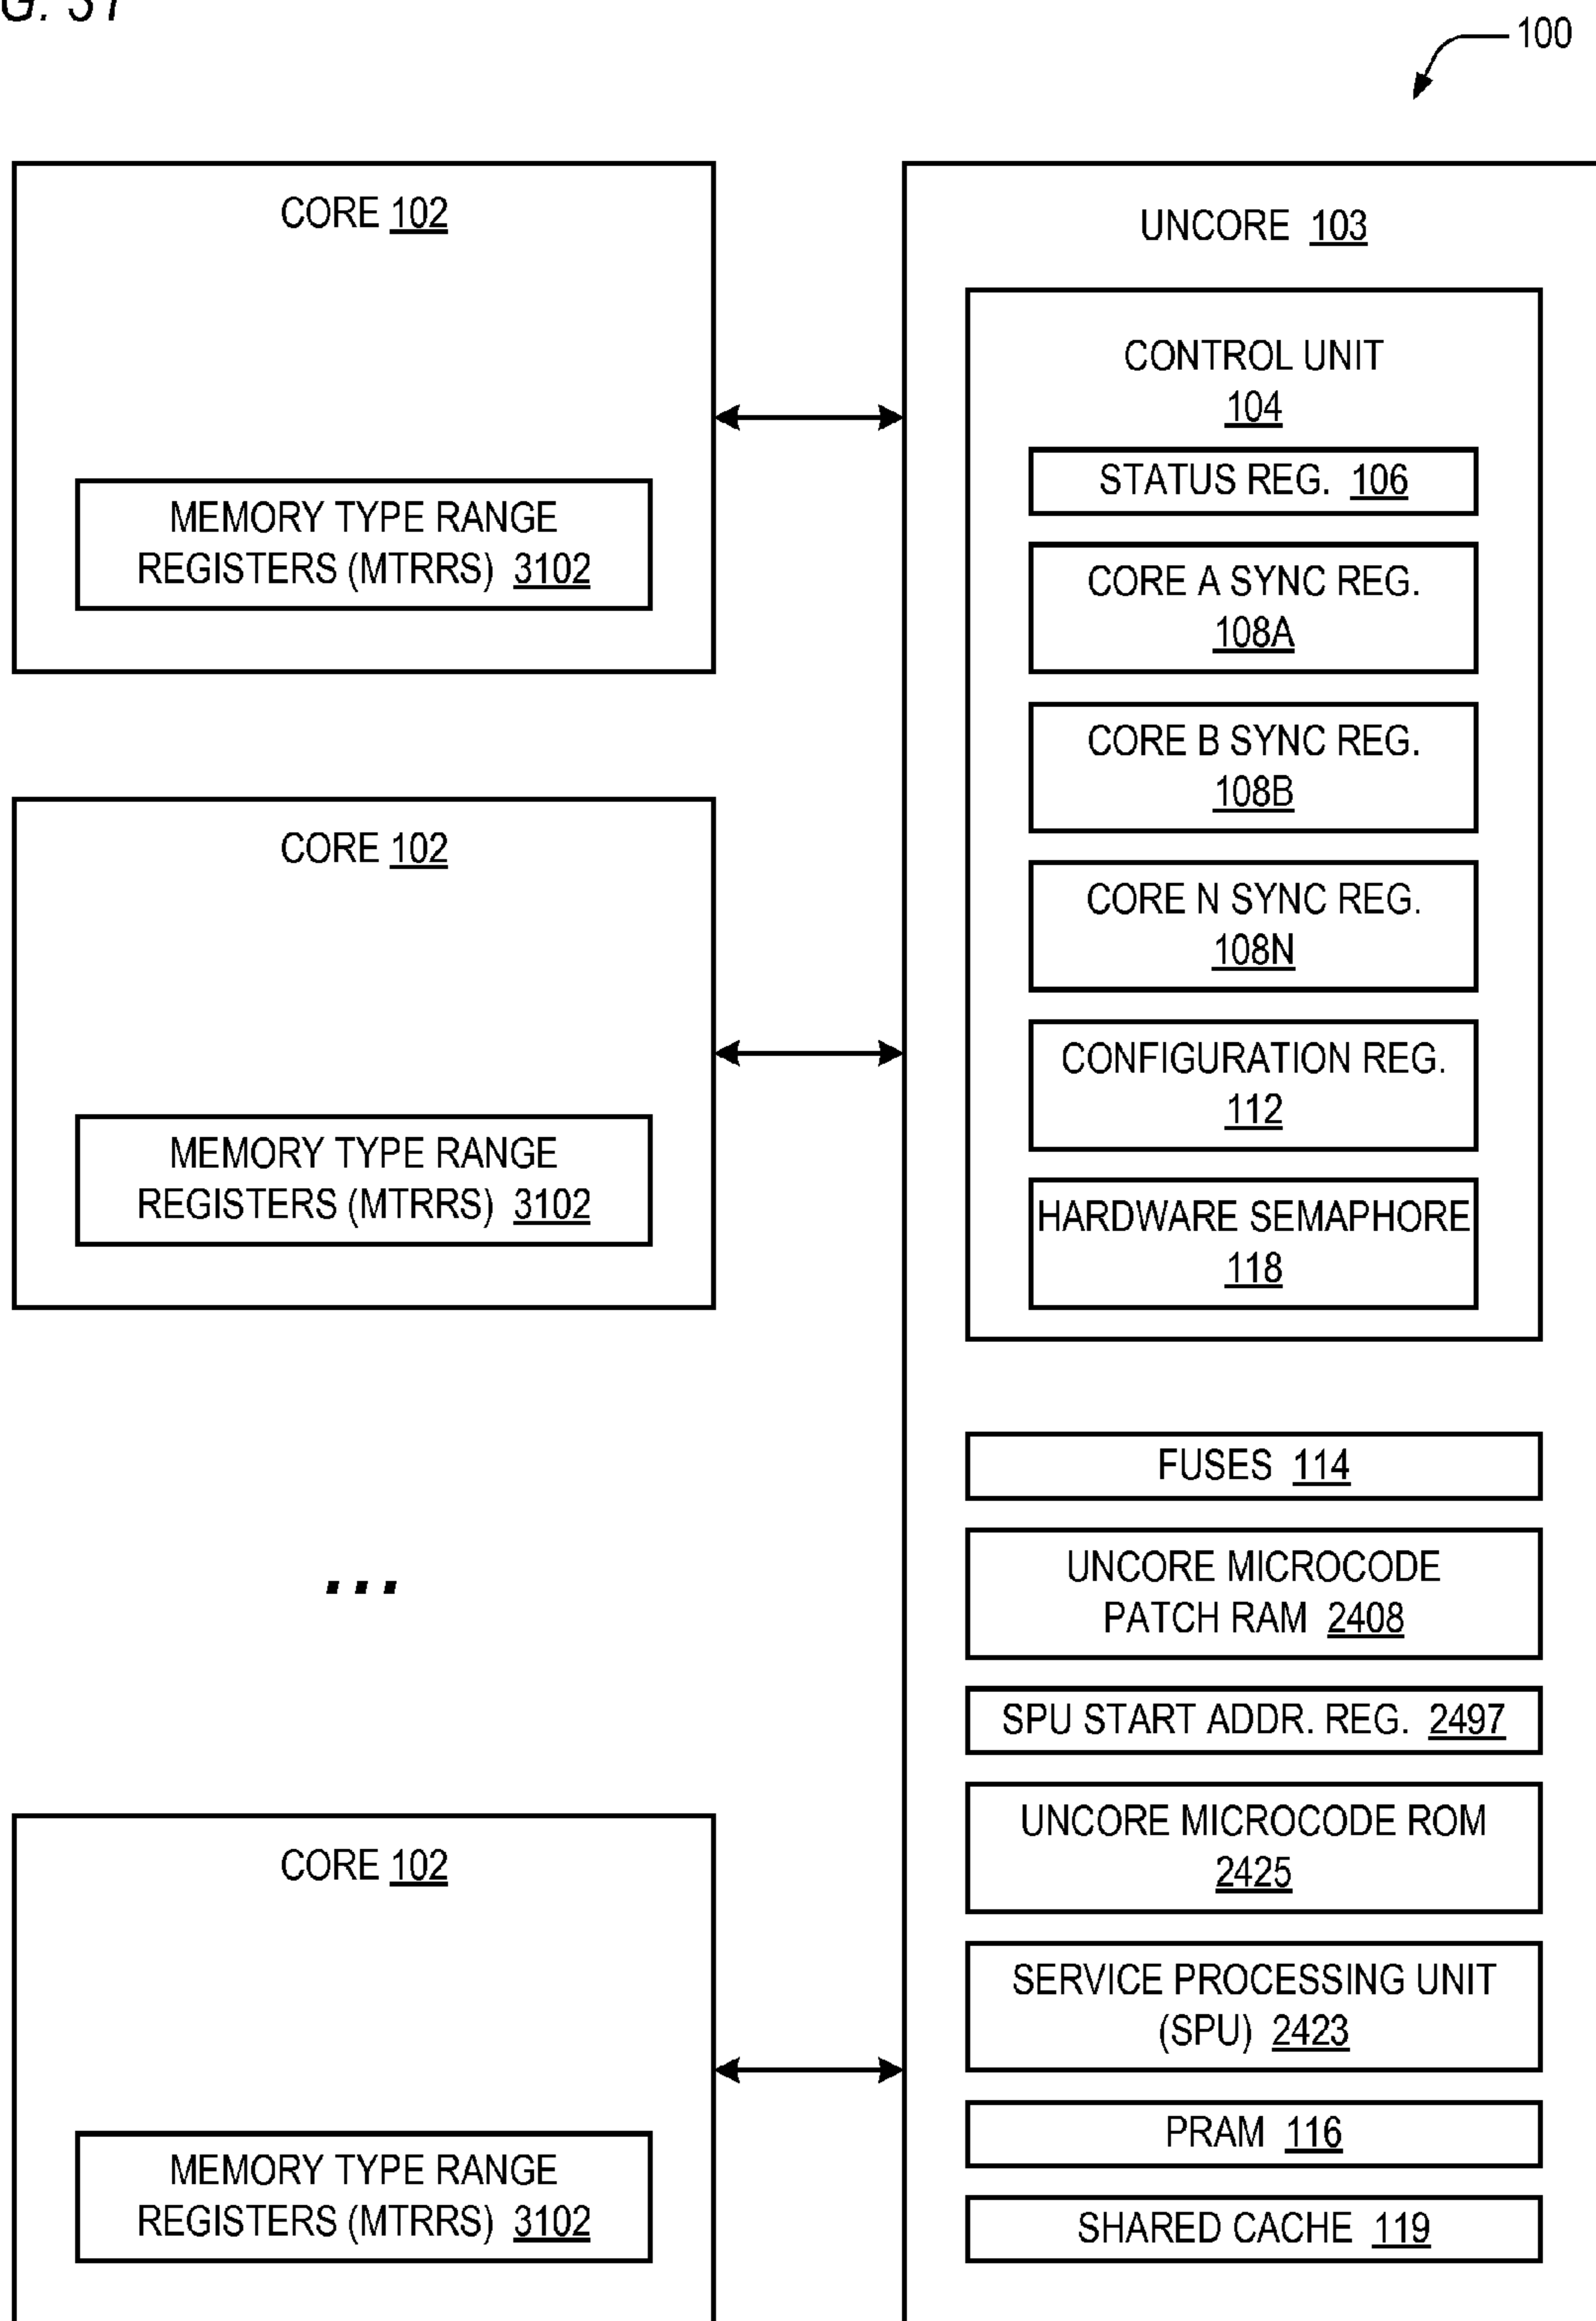 G. 31
100
CORE 102
MEMORY TYPE RANGE
REGISTERS (MTRRS) 3102
CORE 102
MEMORY TYPE RANGE
REGISTERS (MTRRS) 3102
...
CORE 102
MEMORY TYPE RANGE
REGISTERS (MTRRS) 3102
UNCORE 103
CONTROL UNIT
104
STATUS REG. 106
CORE A SYNC REG.
108A
CORE B SYNC REG.
108B
CORE N SYNC REG.
108N
CONFIGURATION REG.
112
HARDWARE SEMAPHORE
118
FUSES 114
UNCORE MICROCODE
PATCH RAM 2408
SPU START ADDR. REG. 2497
UNCORE MICROCODE ROM
2425
SERVICE PROCESSING UNIT
(SPU) 2423
PRAM 116
SHARED CACHE 119